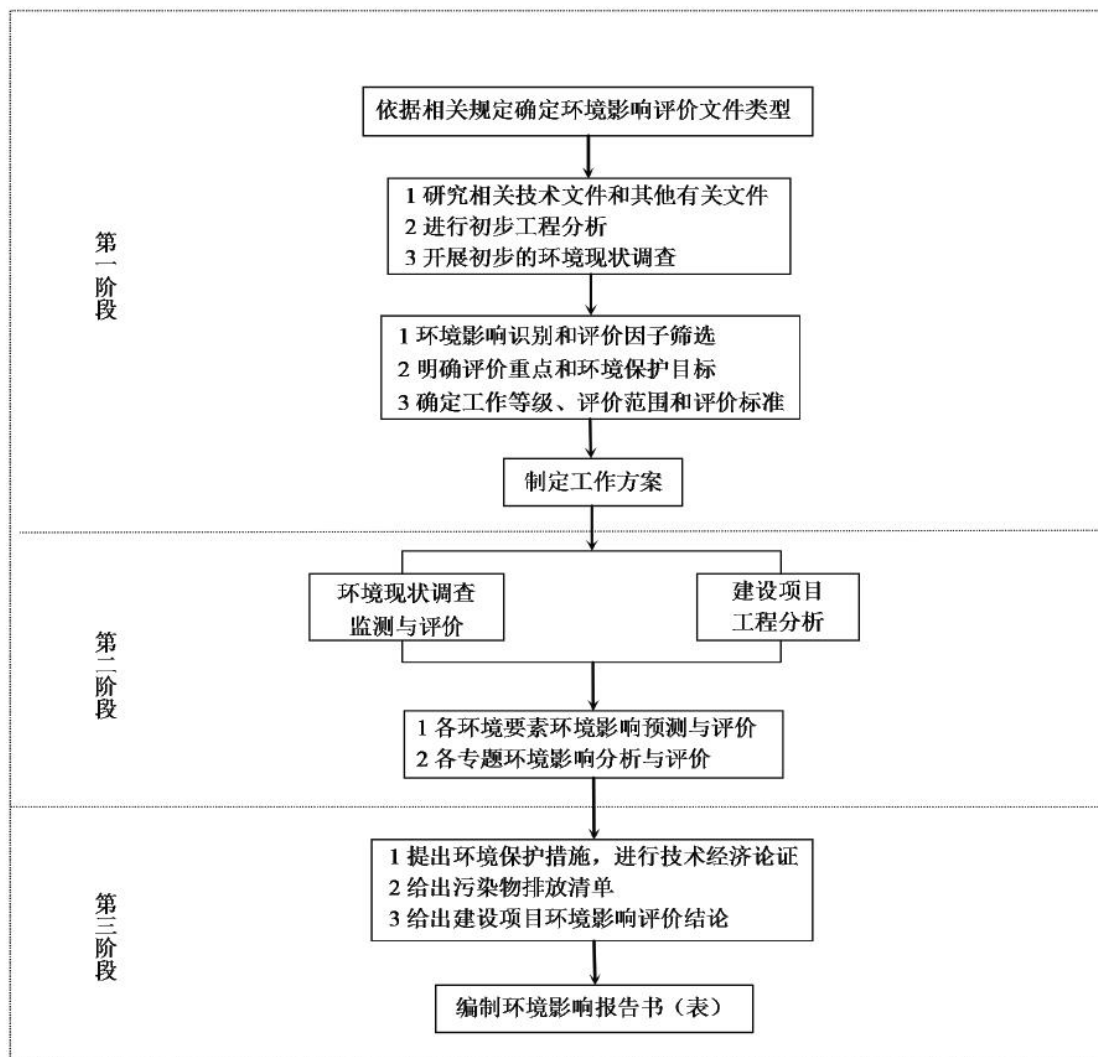 依据相关规定确定环境影响评价文件类型
1 研究相关技术文件和其他有关文件
2 进行初步工程分析
3 开展初步的环境现状调查
第一阶段
1 环境影响识别和评价因子筛选
2 明确评价重点和环境保护目标
3 确定工作等级、评价范围和评价标准
制定工作方案
环境现状调查
监测与评价
建设项目
工程分析
第二阶段
1 各环境要素环境影响预测与评价
2 各专题环境影响分析与评价
1 提出环境保护措施，进行技术经济论证
2 给出污染物排放清单
3 给出建设项目环境影响评价结论
第三阶段
编制环境影响报告书（表）